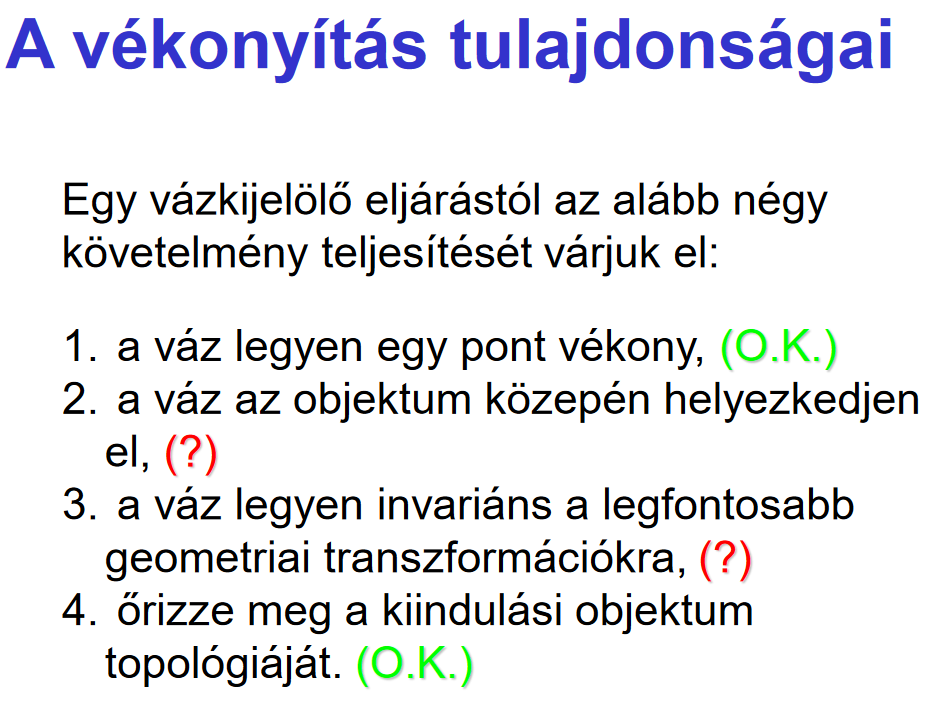 A vékonyítás tulajdonságai
Egy vázkijelölő eljárástól az alább négy
követelmény teljesítését várjuk el:
1. a váz legyen egy pont vékony, (O.K.)
2. a váz az objektum közepén helyezkedjen
el, (?)
3. a váz legyen invariáns a legfontosabb
geometriai transzformációkra, (?)
4. őrizze meg a kiindulási objektum
topológiáját. (O.K.)